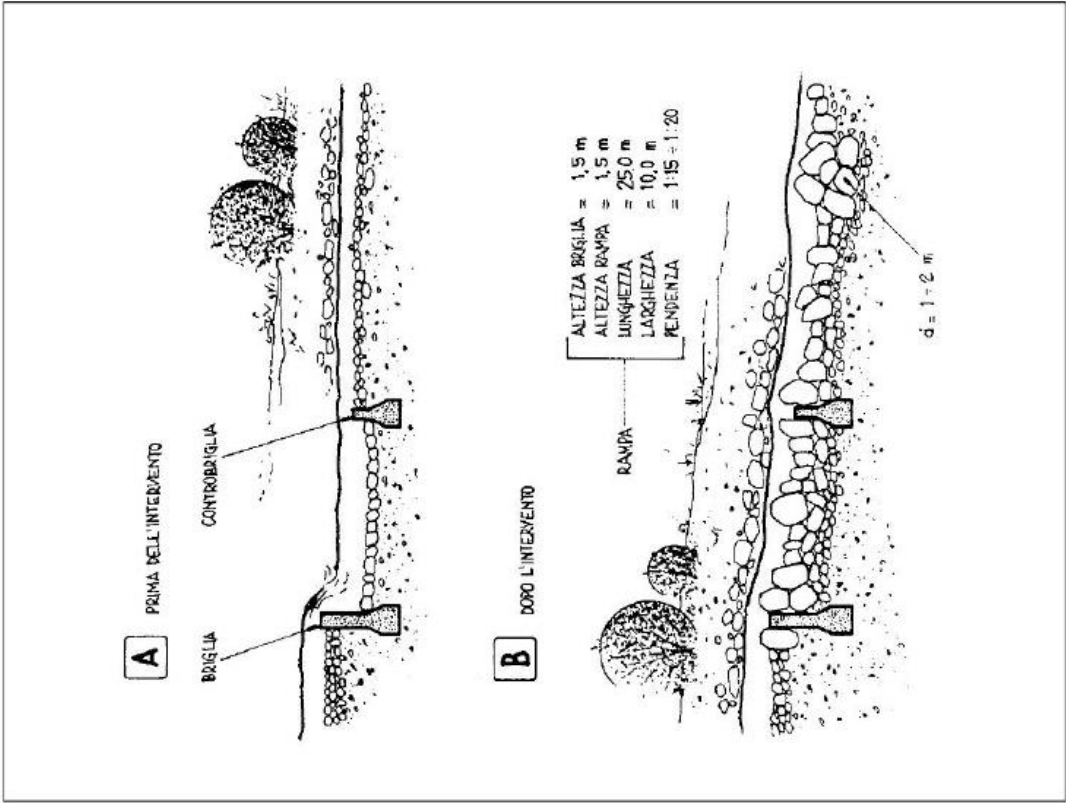 A PRIMA DELL'INTERVENTO
BRIGLIA
CONTROBRIGLIA
B DOPO L'INTERVENTO
RAMPA
ALTEZZA BRIGLIA = 1,5 m
ALTEZZA RAMPA = 1,5 m
LUNGHEZZA = 25,0 m
LARGHEZZA = 10,0 m
PENDENZA = 1:15 ÷ 1:20
d = 1 ÷ 2 m